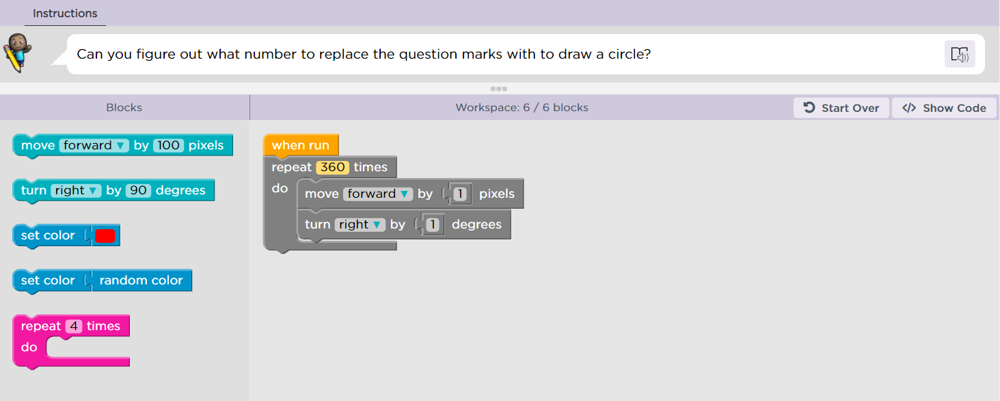 Instructions
Can you figure out what number to replace the question marks with to draw a circle?
Blocks
Workspace: 6 / 6 blocks
Start Over
</> Show Code
move forward ▼ by 100 pixels
turn right ▼ by 90 degrees
set color
set color random color
repeat 4 times
do
when run
repeat 360 times
do
move forward ▼ by 1 pixels
turn right ▼ by 1 degrees